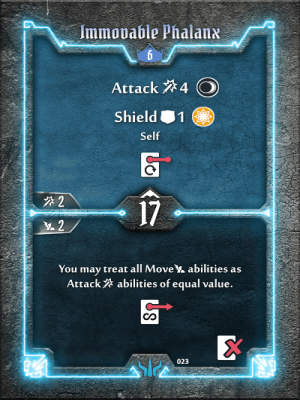 Immovable Phalanx
6
Attack 4
Shield 1
Self
2
17
2
You may treat all Move abilities as
Attack abilities of equal value.
023